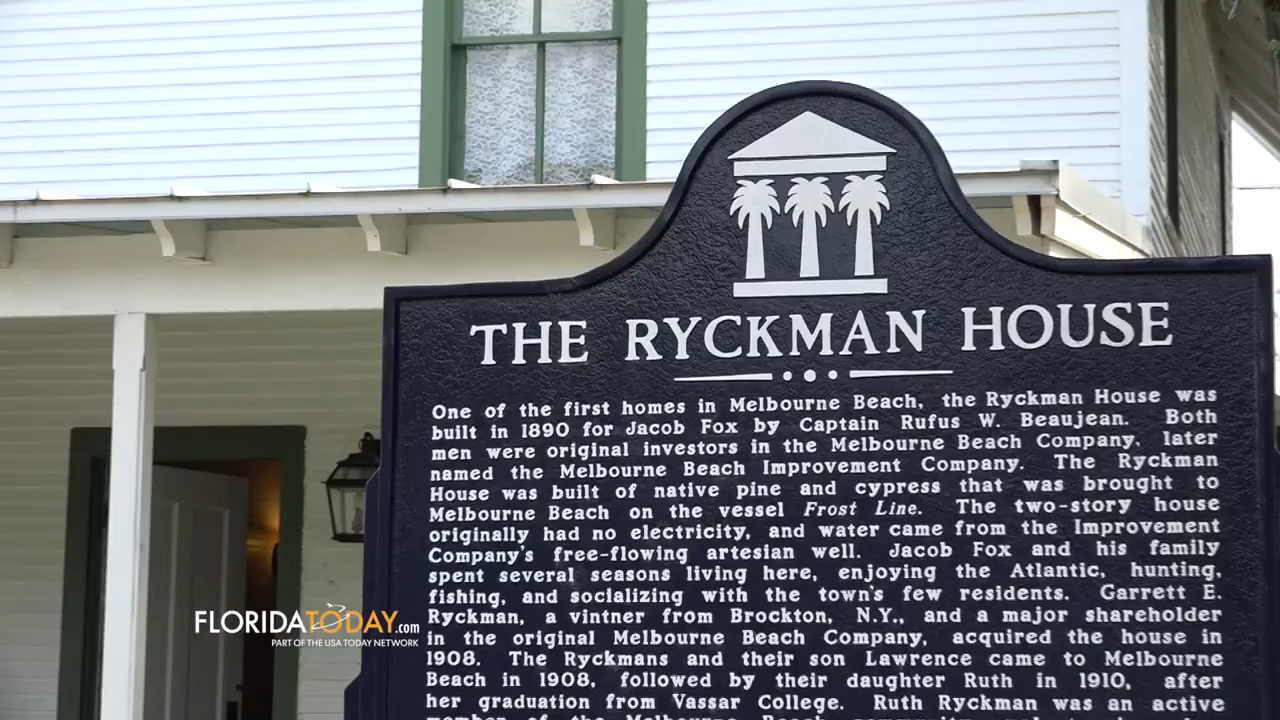 THE RYCKMAN HOUSE
One of the first homes in Melbourne Beach, the Ryckman House was
built in 1890 for Jacob Fox by Captain Rufus W. Beaujean. Both
men were original investors in the Melbourne Beach Company, later
named the Melbourne Beach Improvement Company. The Ryckman
House was built of native pine and cypress that was brought to
Melbourne Beach on the vessel Frost Line. The two-story house
originally had no electricity, and water came from the Improvement
Company's free-flowing artesian well. Jacob Fox and his family
spent several seasons living here, enjoying the Atlantic, hunting,
fishing, and socializing with the town's few residents. Garrett E.
Ryckman, a vintner from Brockton, N.Y., and a major shareholder
in the original Melbourne Beach Company, acquired the house in
1908. The Ryckmans and their son Lawrence came to Melbourne
Beach in 1908, followed by their daughter Ruth in 1910, after
her graduation from Vassar College. Ruth Ryckman was an active
member of the Melbourne Beach community
FLORIDATODAY.com
PART OF THE USA TODAY NETWORK